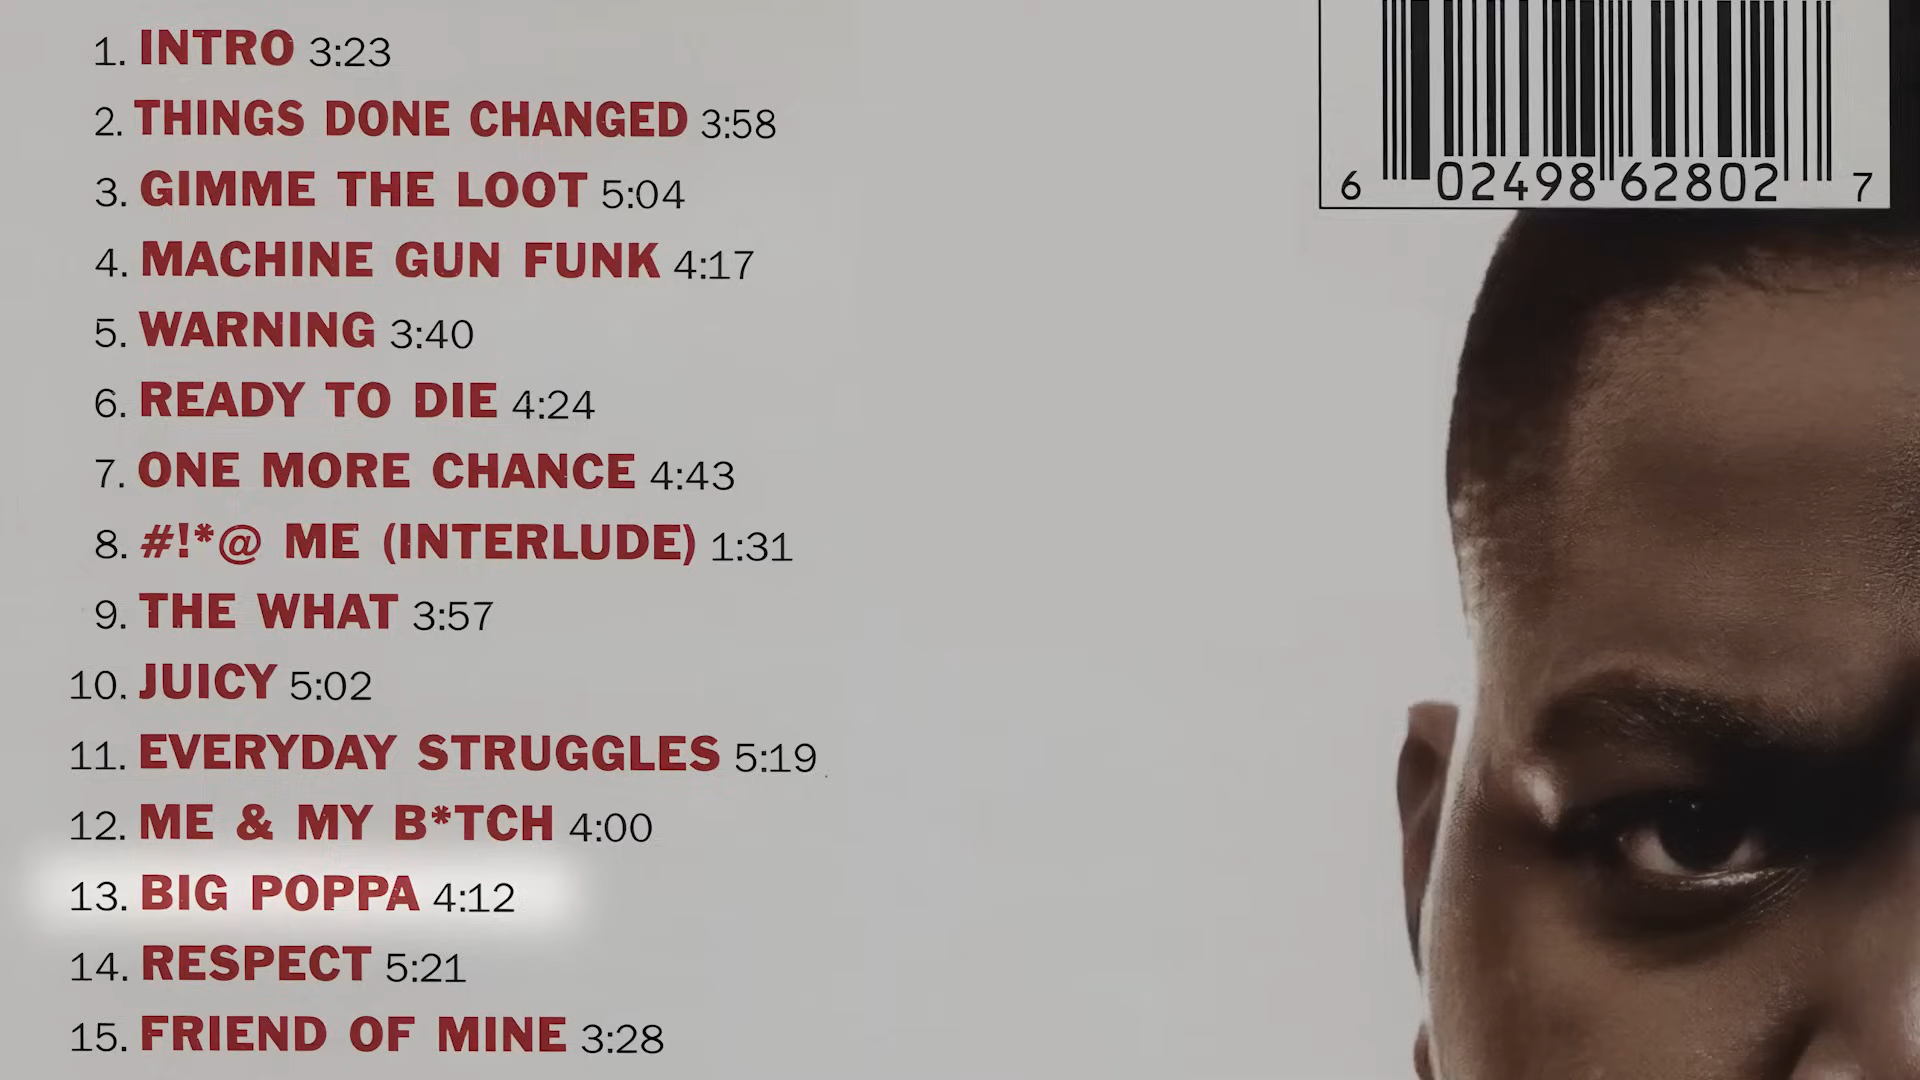 1. INTRO 3:23
2. THINGS DONE CHANGED 3:58
3. GIMME THE LOOT 5:04
4. MACHINE GUN FUNK 4:17
5. WARNING 3:40
6. READY TO DIE 4:24
7. ONE MORE CHANCE 4:43
8. #!*@ ME (INTERLUDE) 1:31
9. THE WHAT 3:57
10. JUICY 5:02
11. EVERYDAY STRUGGLES 5:19
12. ME & MY B*TCH 4:00
13. BIG POPPA 4:12
14. RESPECT 5:21
15. FRIEND OF MINE 3:28
6 02498 62802 7